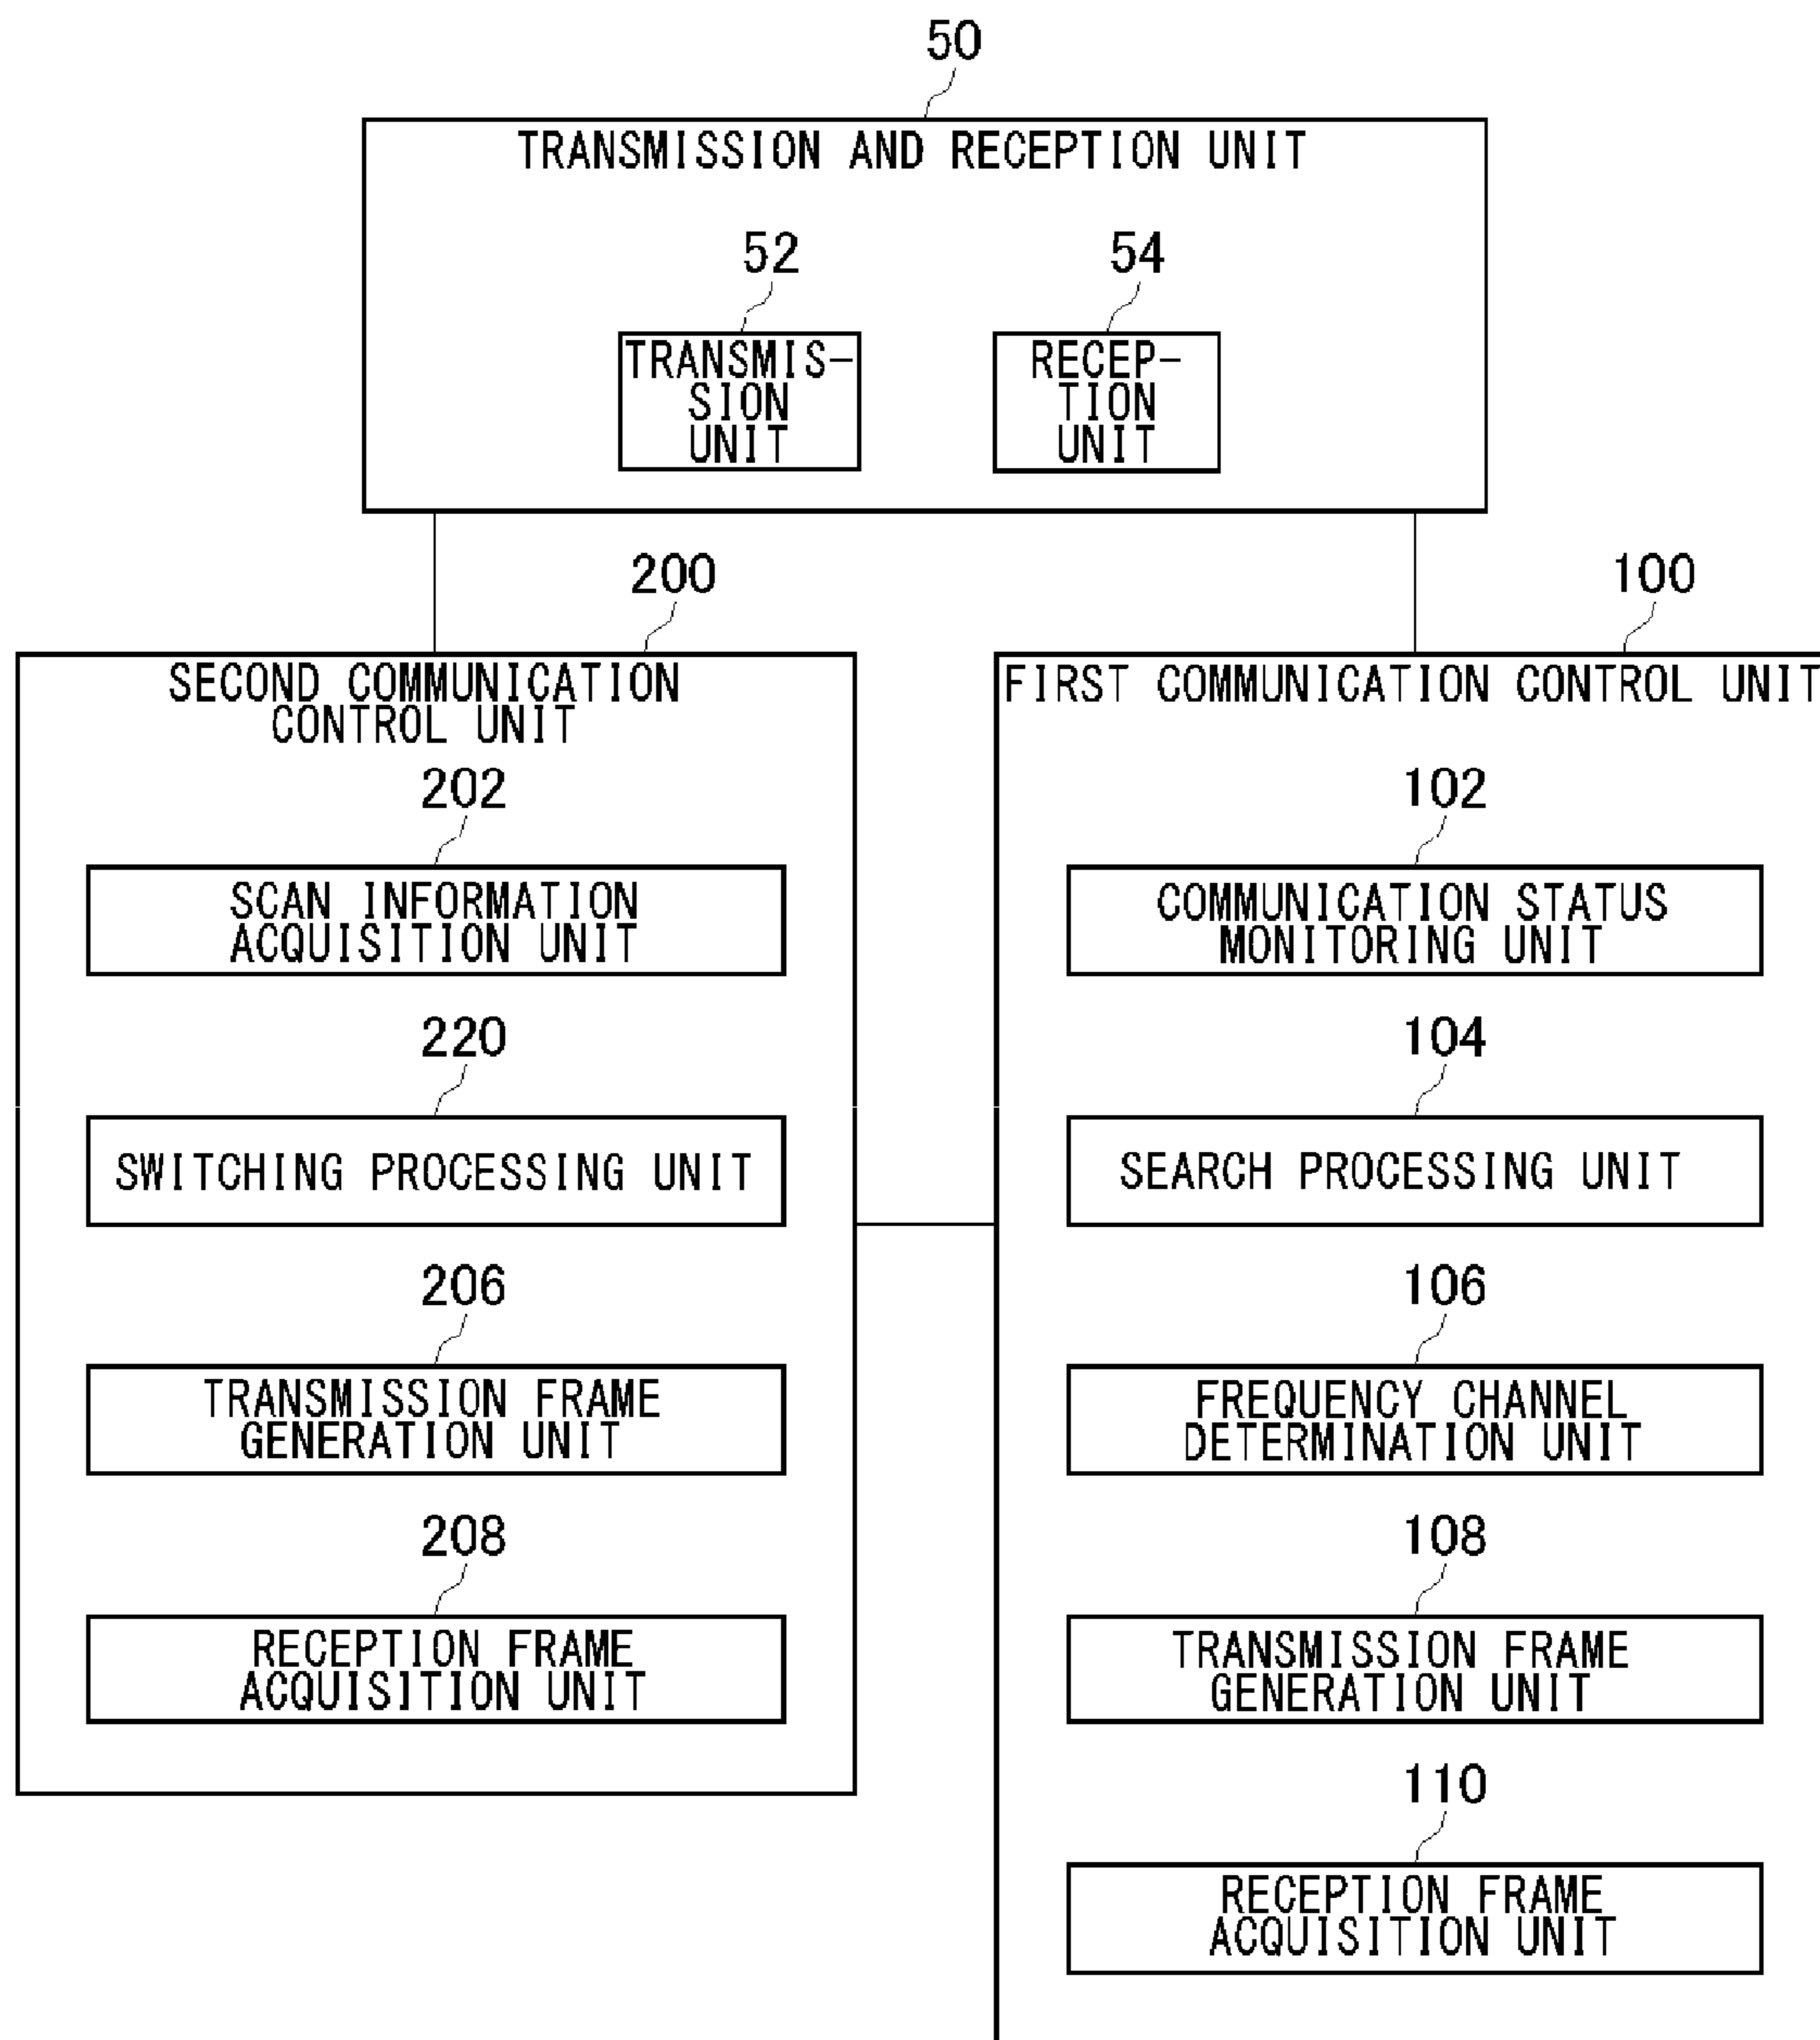 50
TRANSMISSION AND RECEPTION UNIT
52
TRANSMIS-
SION
UNIT
54
RECEP-
TION
UNIT
200
SECOND COMMUNICATION
CONTROL UNIT
202
SCAN INFORMATION
ACQUISITION UNIT
220
SWITCHING PROCESSING UNIT
206
TRANSMISSION FRAME
GENERATION UNIT
208
RECEPTION FRAME
ACQUISITION UNIT
100
FIRST COMMUNICATION CONTROL UNIT
102
COMMUNICATION STATUS
MONITORING UNIT
104
SEARCH PROCESSING UNIT
106
FREQUENCY CHANNEL
DETERMINATION UNIT
108
TRANSMISSION FRAME
GENERATION UNIT
110
RECEPTION FRAME
ACQUISITION UNIT